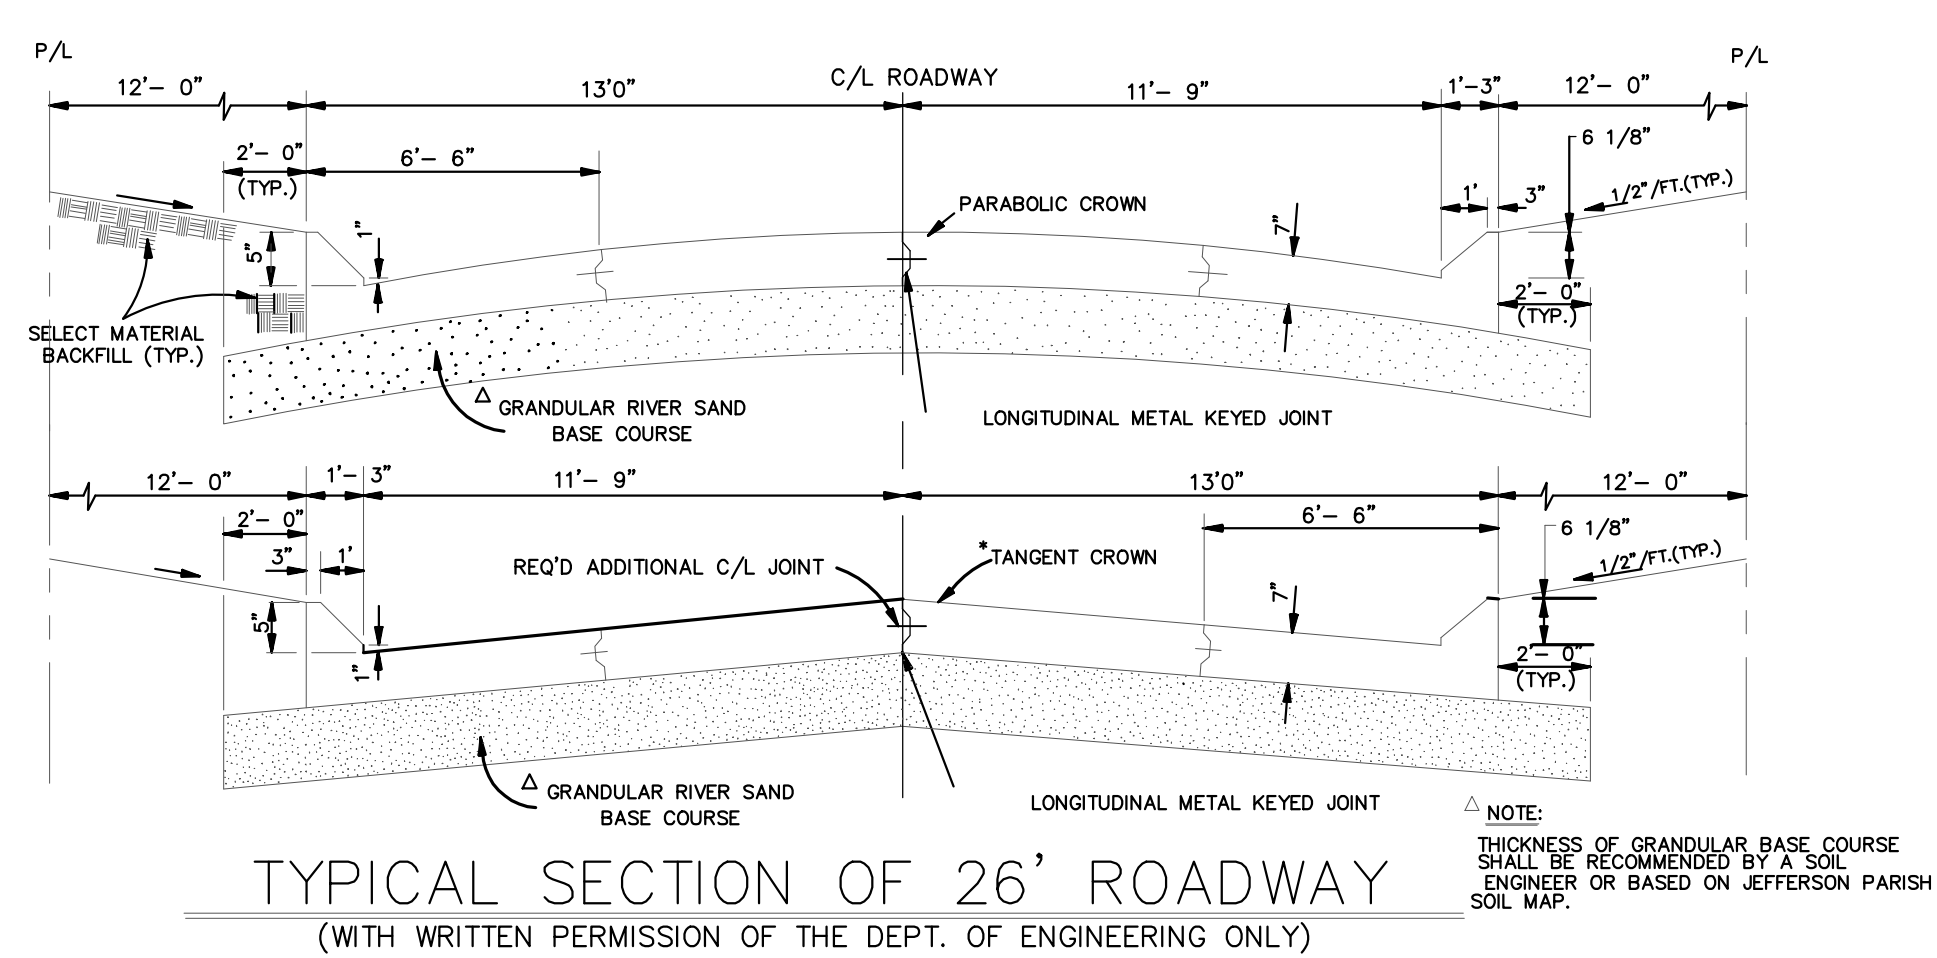 P/L
P/L
C/L ROADWAY
12'- 0"
13'0"
11'- 9"
1'-3"
12'- 0"
6 1/8"
2'- 0"
(TYP.)
6'- 6"
1/2"/FT.(TYP.)
1'
3"
PARABOLIC CROWN
1"
7"
5"
2'- 0"
(TYP.)
SELECT MATERIAL
BACKFILL (TYP.)
△
GRANDULAR RIVER SAND
BASE COURSE
LONGITUDINAL METAL KEYED JOINT
12'- 0"
1'- 3"
11'- 9"
13'0"
12'- 0"
2'- 0"
6'- 6"
6 1/8"
3"
1'
REQ'D ADDITIONAL C/L JOINT
*TANGENT CROWN
1/2"/FT.(TYP.)
7"
5"
1"
2'- 0"
(TYP.)
△
GRANDULAR RIVER SAND
BASE COURSE
LONGITUDINAL METAL KEYED JOINT
△ NOTE:
THICKNESS OF GRANDULAR BASE COURSE
SHALL BE RECOMMENDED BY A SOIL
ENGINEER OR BASED ON JEFFERSON PARISH
SOIL MAP.
TYPICAL SECTION OF 26' ROADWAY
(WITH WRITTEN PERMISSION OF THE DEPT. OF ENGINEERING ONLY)